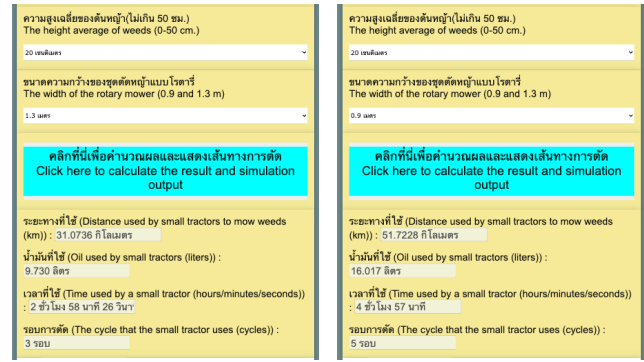 ความสูงเฉลี่ยของต้นหญ้า(ไม่เกิน 50 ซม.)
The height average of weeds (0-50 cm.)
20 เซนติเมตร
ขนาดความกว้างของชุดตัดหญ้าแบบโรตารี่
The width of the rotary mower (0.9 and 1.3 m)
1.3 เมตร
คลิกที่นี่เพื่อคำนวณผลและแสดงเส้นทางการตัด
Click here to calculate the result and simulation
output
ระยะทางที่ใช้ (Distance used by small tractors to mow weeds
(km)) : 31.0736 กิโลเมตร
น้ำมันที่ใช้ (Oil used by small tractors (liters)) :
9.730 ลิตร
เวลาที่ใช้ (Time used by a small tractor (hours/minutes/seconds))
: 2 ชั่วโมง 58 นาที 26 วินา
รอบการตัด (The cycle that the small tractor uses (cycles)) :
3 รอบ
ความสูงเฉลี่ยของต้นหญ้า(ไม่เกิน 50 ซม.)
The height average of weeds (0-50 cm.)
20 เซนติเมตร
ขนาดความกว้างของชุดตัดหญ้าแบบโรตารี่
The width of the rotary mower (0.9 and 1.3 m)
0.9 เมตร
คลิกที่นี่เพื่อคำนวณผลและแสดงเส้นทางการตัด
Click here to calculate the result and simulation
output
ระยะทางที่ใช้ (Distance used by small tractors to mow weeds
(km)) : 51.7228 กิโลเมตร
น้ำมันที่ใช้ (Oil used by small tractors (liters)) :
16.017 ลิตร
เวลาที่ใช้ (Time used by a small tractor (hours/minutes/seconds))
: 4 ชั่วโมง 57 นาที
รอบการตัด (The cycle that the small tractor uses (cycles)) :
5 รอบ